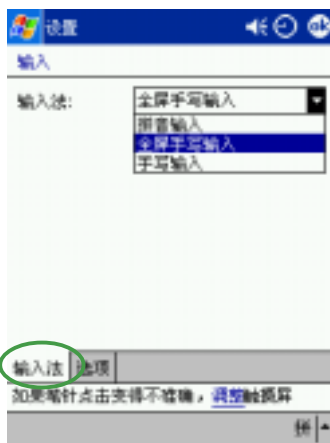 设置 ok
输入
输入法: 全屏手写输入
拼音输入
全屏手写输入
手写输入
输入法 选项
如果笔针点击变得不准确，调整触摸屏
拼